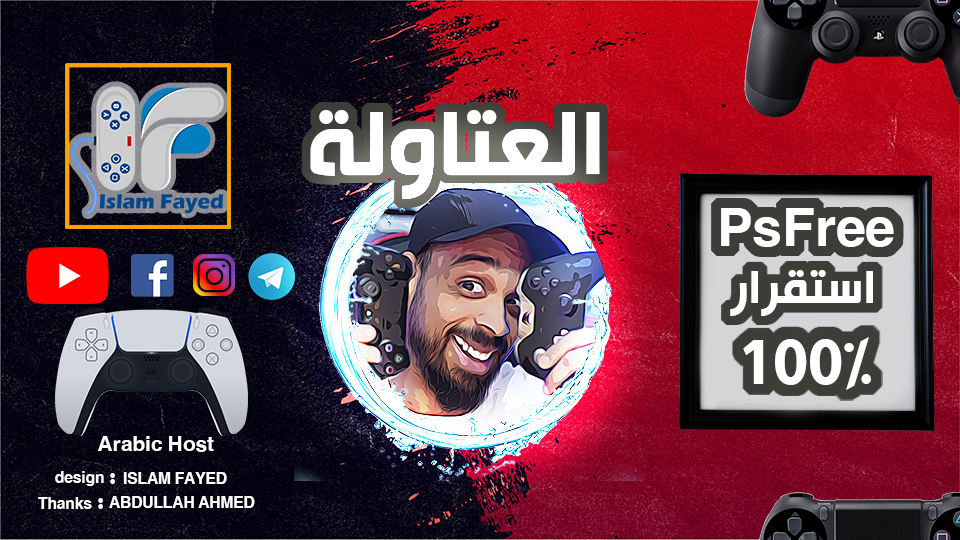 Islam Fayed
العتاولة
PsFree
استقرار
100٪
Arabic Host
design : ISLAM FAYED
Thanks : ABDULLAH AHMED